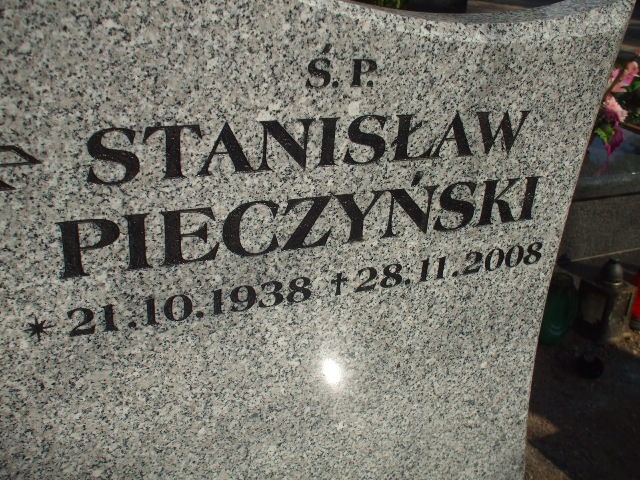 Ś.P.
STANISŁAW
PIECZYŃSKI
* 21.10.1938 † 28.11.2008